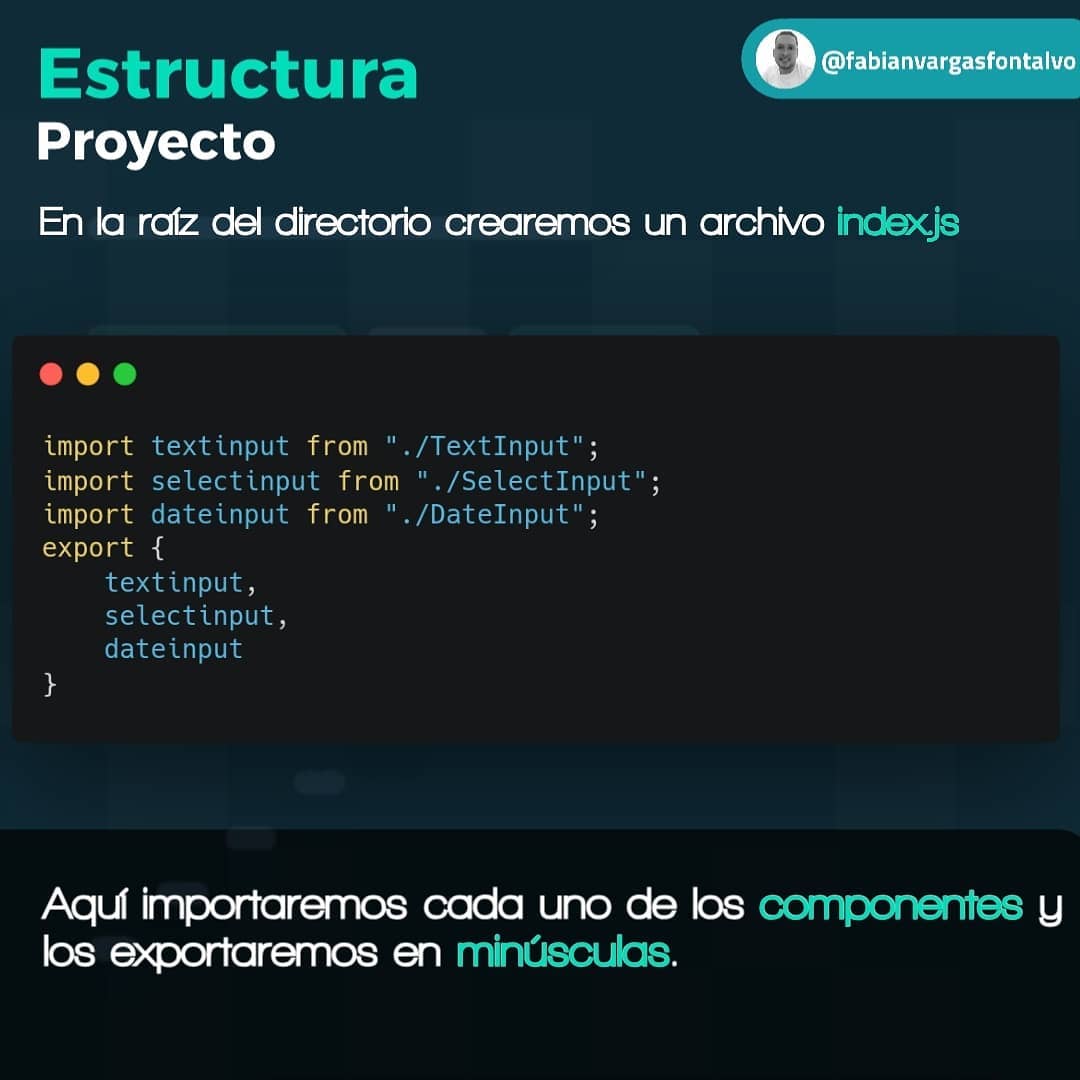 Estructura
@fabianvargasfontalvo
Proyecto
En la raíz del directorio crearemos un archivo index.js
import textinput from "./TextInput";
import selectinput from "./SelectInput";
import dateinput from "./DateInput";
export {
    textinput,
    selectinput,
    dateinput
}
Aquí importaremos cada uno de los componentes y
los exportaremos en minúsculas.